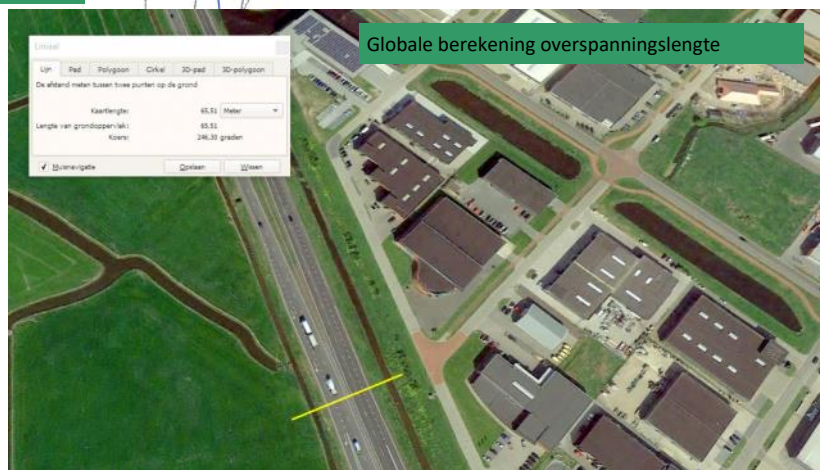 Globale berekening overspanningslengte
Liniaal
Lijn Pad Polygoon Cirkel 3D-pad 3D-polygoon
De afstand meten tussen twee punten op de grond
Kaartlengte: 65,51 Meter
Lengte van grondoppervlak: 65,51
Koers: 246,33 graden
Muisnavigatie Opslaan Wissen